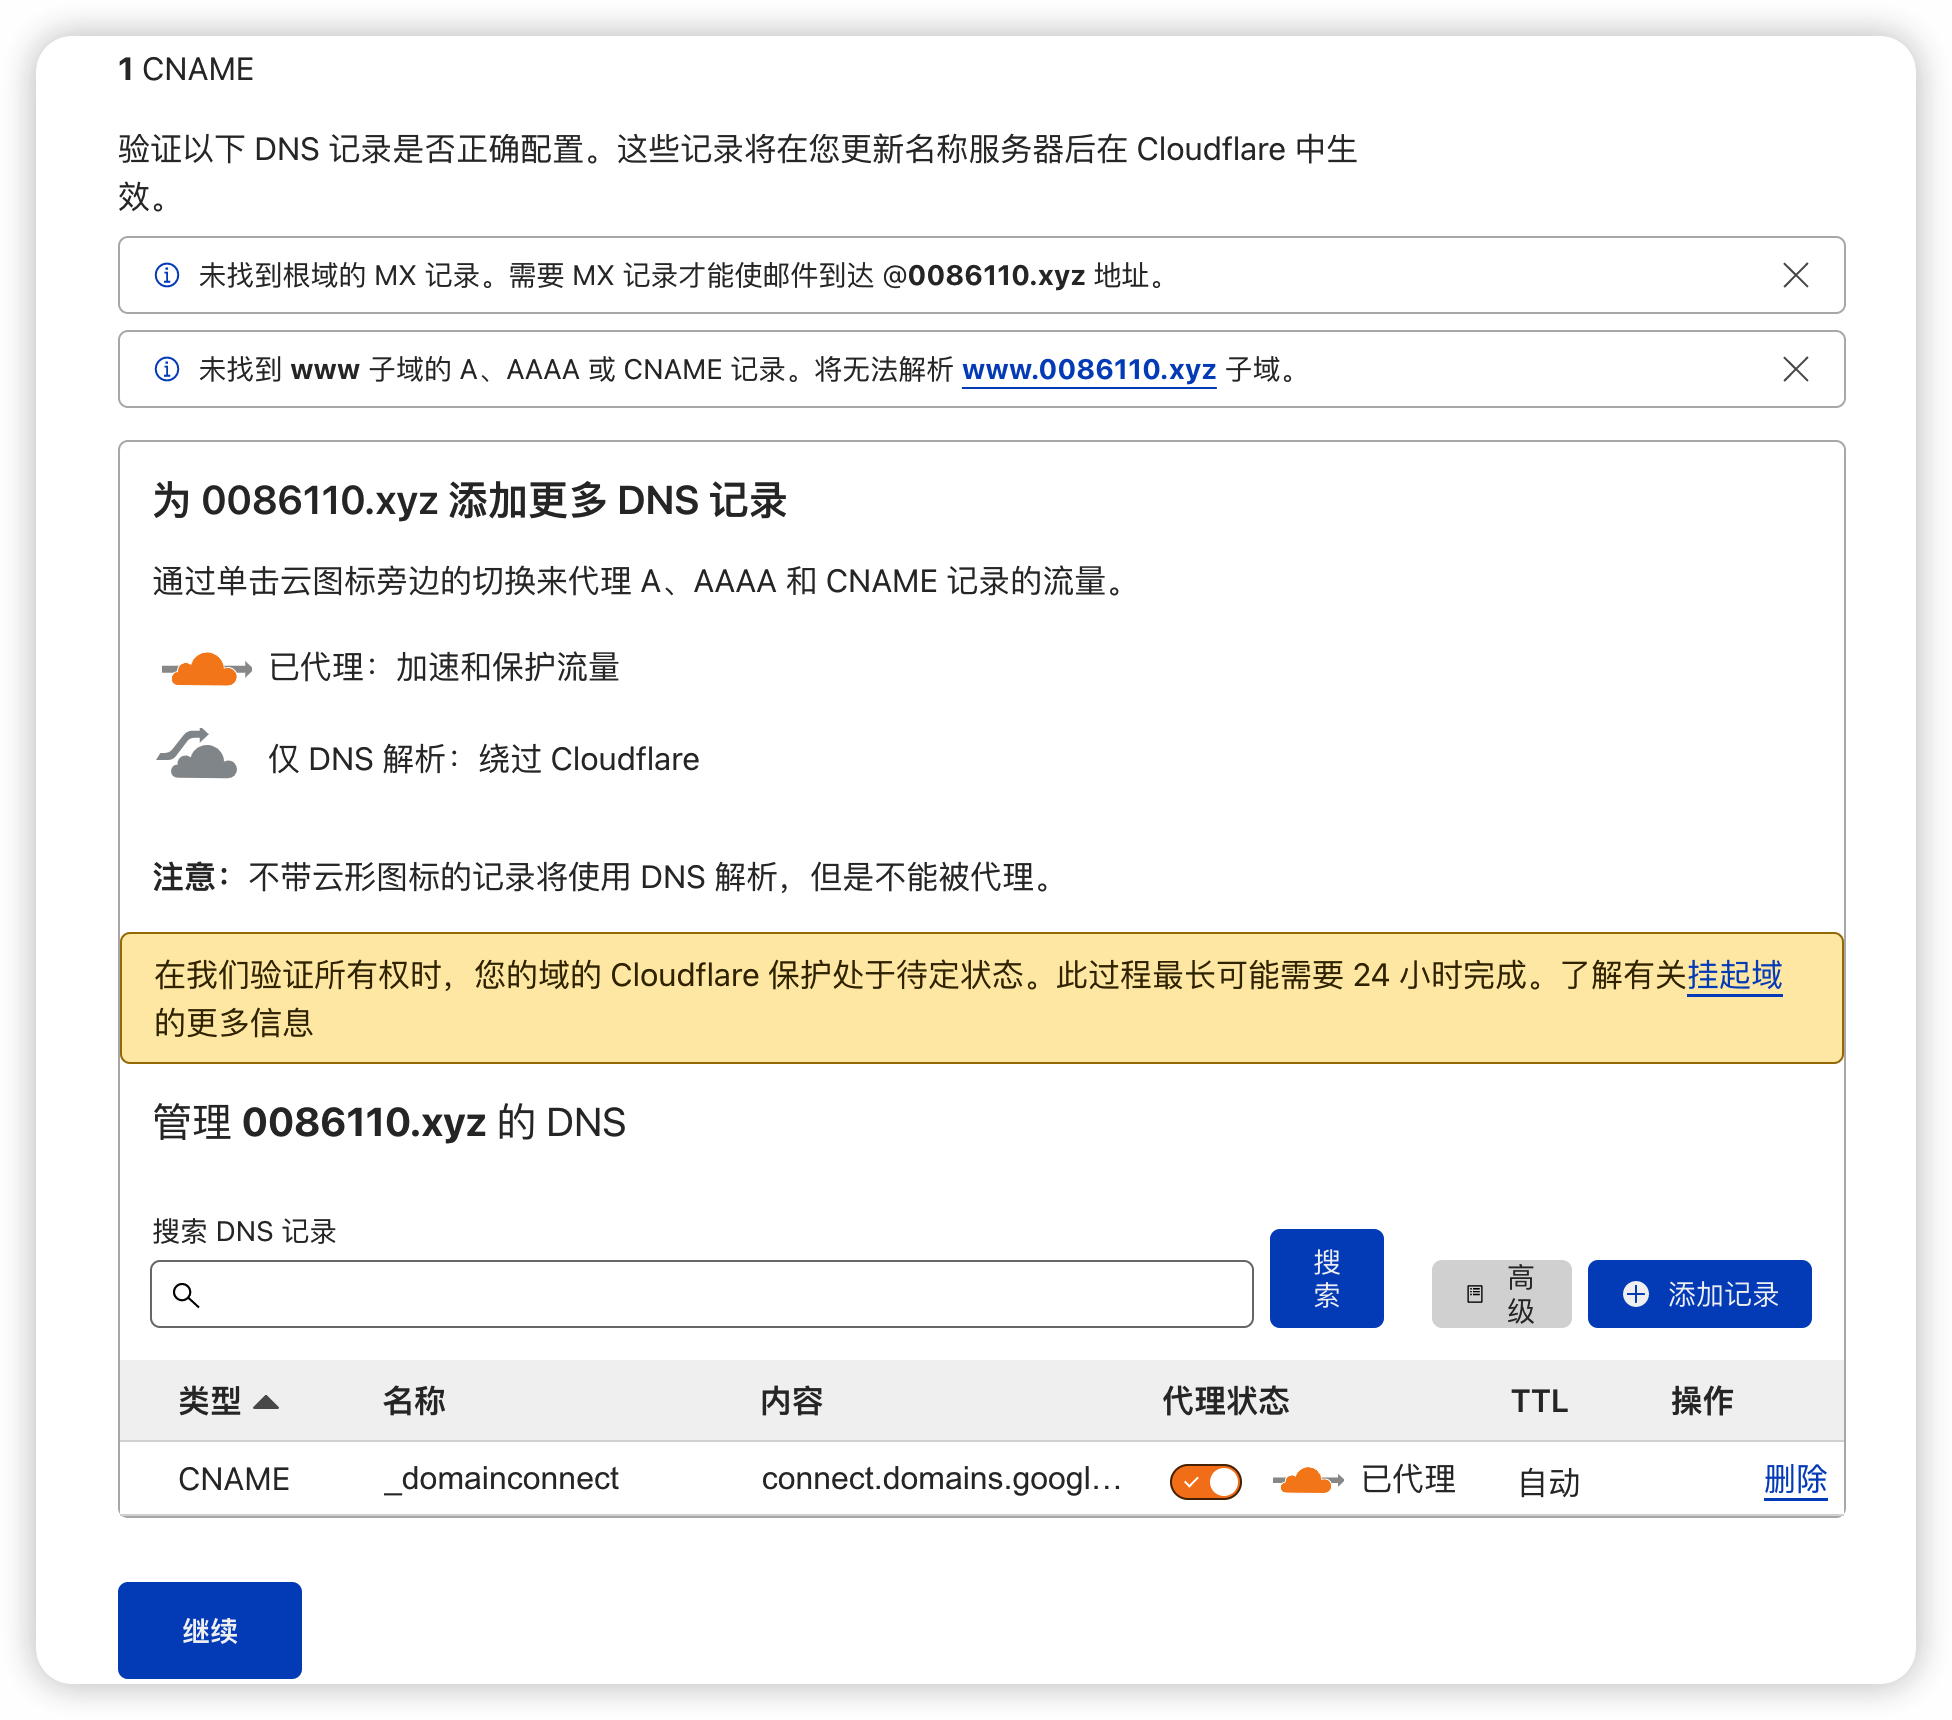 1 CNAME
验证以下 DNS 记录是否正确配置。这些记录将在您更新名称服务器后在 Cloudflare 中生
效。
未找到根域的 MX 记录。需要 MX 记录才能使邮件到达 @0086110.xyz 地址。
未找到 www 子域的 A、AAAA 或 CNAME 记录。将无法解析 www.0086110.xyz 子域。
为 0086110.xyz 添加更多 DNS 记录
通过单击云图标旁边的切换来代理 A、AAAA 和 CNAME 记录的流量。
已代理：加速和保护流量
仅 DNS 解析：绕过 Cloudflare
注意：不带云形图标的记录将使用 DNS 解析，但是不能被代理。
在我们验证所有权时，您的域的 Cloudflare 保护处于待定状态。此过程最长可能需要 24 小时完成。了解有关挂起域
的更多信息
管理 0086110.xyz 的 DNS
搜索 DNS 记录
搜
索
高
级
添加记录
类型 名称 内容 代理状态 TTL 操作
CNAME _domainconnect connect.domains.googl… 已代理 自动 删除
继续